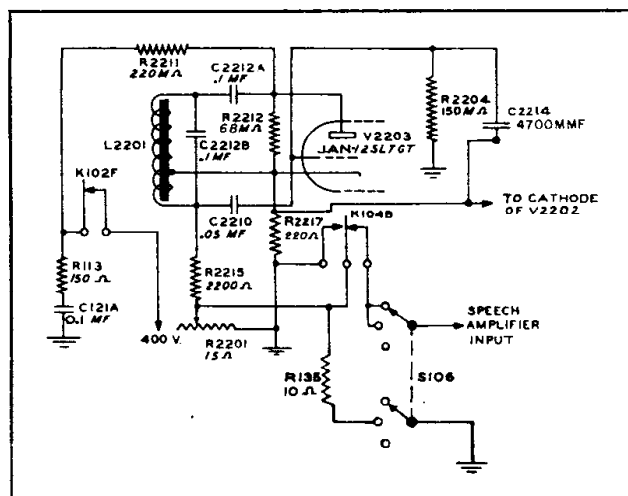 R2211
220MΩ
C2212A
.1 MF
R2212
68MΩ
V2203
JAN-12SL7GT
R2204
150MΩ
C2214
4700MMF
L2201
C2212B
.1MF
K102F
C2210
.05 MF
R2217
220Ω
K104B
TO CATHODE
OF V2202
R113
150 Ω
R2215
2200Ω
C121A
0.1 MF
400 V.
R2201
15Ω
SPEECH
AMPLIFIER
INPUT
R135
10Ω
S106